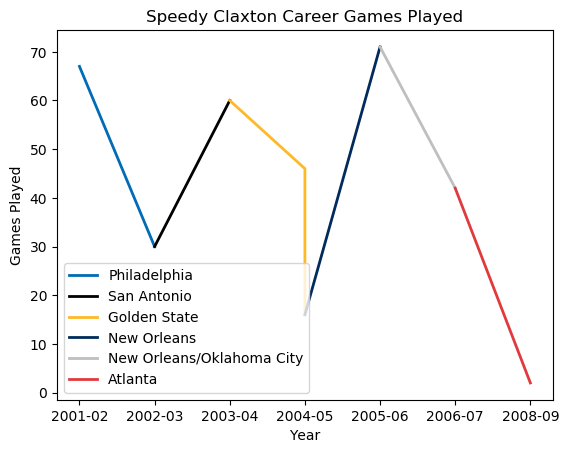 Speedy Claxton Career Games Played
Games Played
70
60
50
40
30
20
10
0
Philadelphia
San Antonio
Golden State
New Orleans
New Orleans/Oklahoma City
Atlanta
2001-02 2002-03 2003-04 2004-05 2005-06 2006-07 2008-09
Year